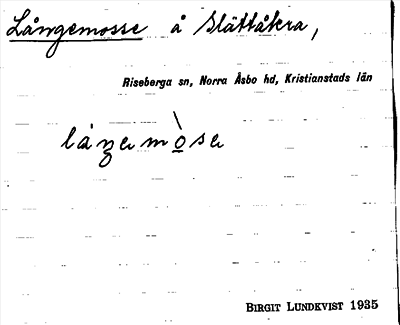 Långemosse å Slättåkra,
Riseberga sn, Norra Åsbo hd, Kristianstads län
BIRGIT LUNDKVIST 1935